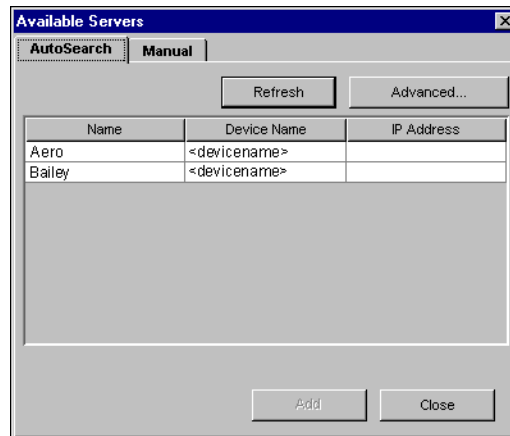 Available Servers
AutoSearch Manual
Refresh Advanced...
Name Device Name IP Address
Aero <devicename>
Bailey <devicename>
Add Close